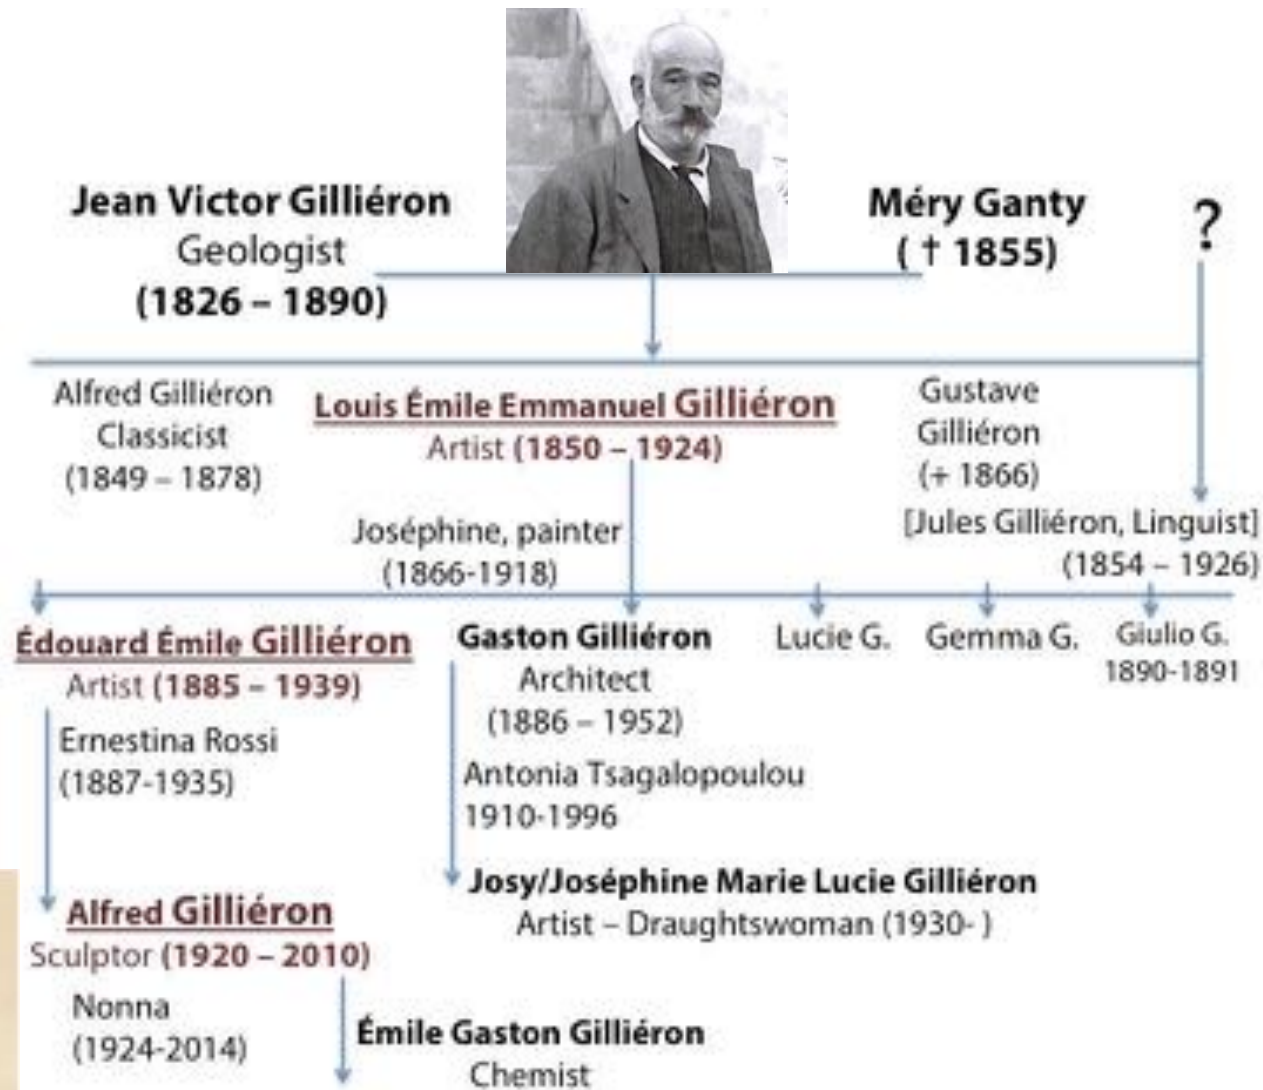 Jean Victor Gilliéron
Geologist
(1826 – 1890)
Méry Ganty
( † 1855)
?
Alfred Gilliéron
Classicist
(1849 – 1878)
Louis Émile Emmanuel Gilliéron
Artist (1850 – 1924)
Gustave
Gilliéron
(+ 1866)
[Jules Gilliéron, Linguist]
(1854 – 1926)
Joséphine, painter
(1866-1918)
Édouard Émile Gilliéron
Artist (1885 – 1939)
Gaston Gilliéron
Architect
(1886 – 1952)
Lucie G.
Gemma G.
Giulio G.
1890-1891
Ernestina Rossi
(1887-1935)
Antonia Tsagalopoulou
1910-1996
Josy/Joséphine Marie Lucie Gilliéron
Artist – Draughtswoman (1930- )
Alfred Gilliéron
Sculptor (1920 – 2010)
Nonna
(1924-2014)
Émile Gaston Gilliéron
Chemist